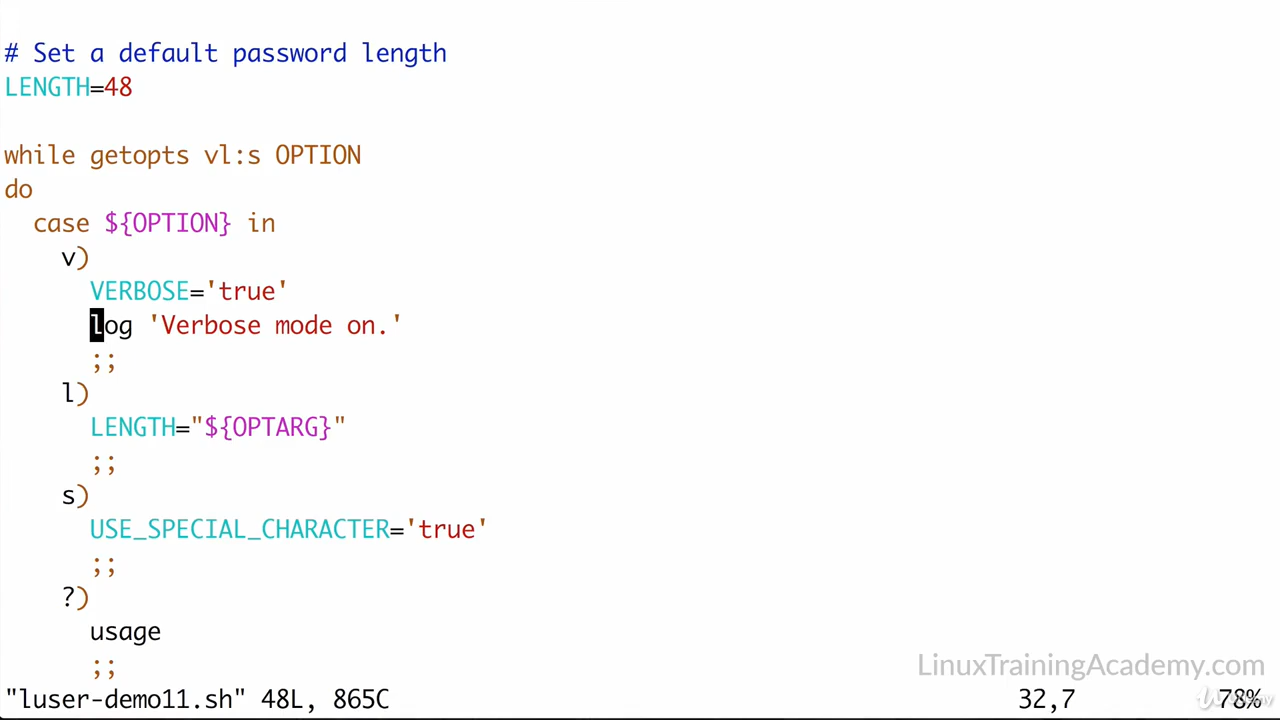 # Set a default password length
LENGTH=48
while getopts vl:s OPTION
do
case ${OPTION} in
v)
VERBOSE='true'
log 'Verbose mode on.'
;;
l)
LENGTH="${OPTARG}"
;;
s)
USE_SPECIAL_CHARACTER='true'
;;
?)
usage
;;
LinuxTrainingAcademy.com
"luser-demo11.sh" 48L, 865C 32,7 78%